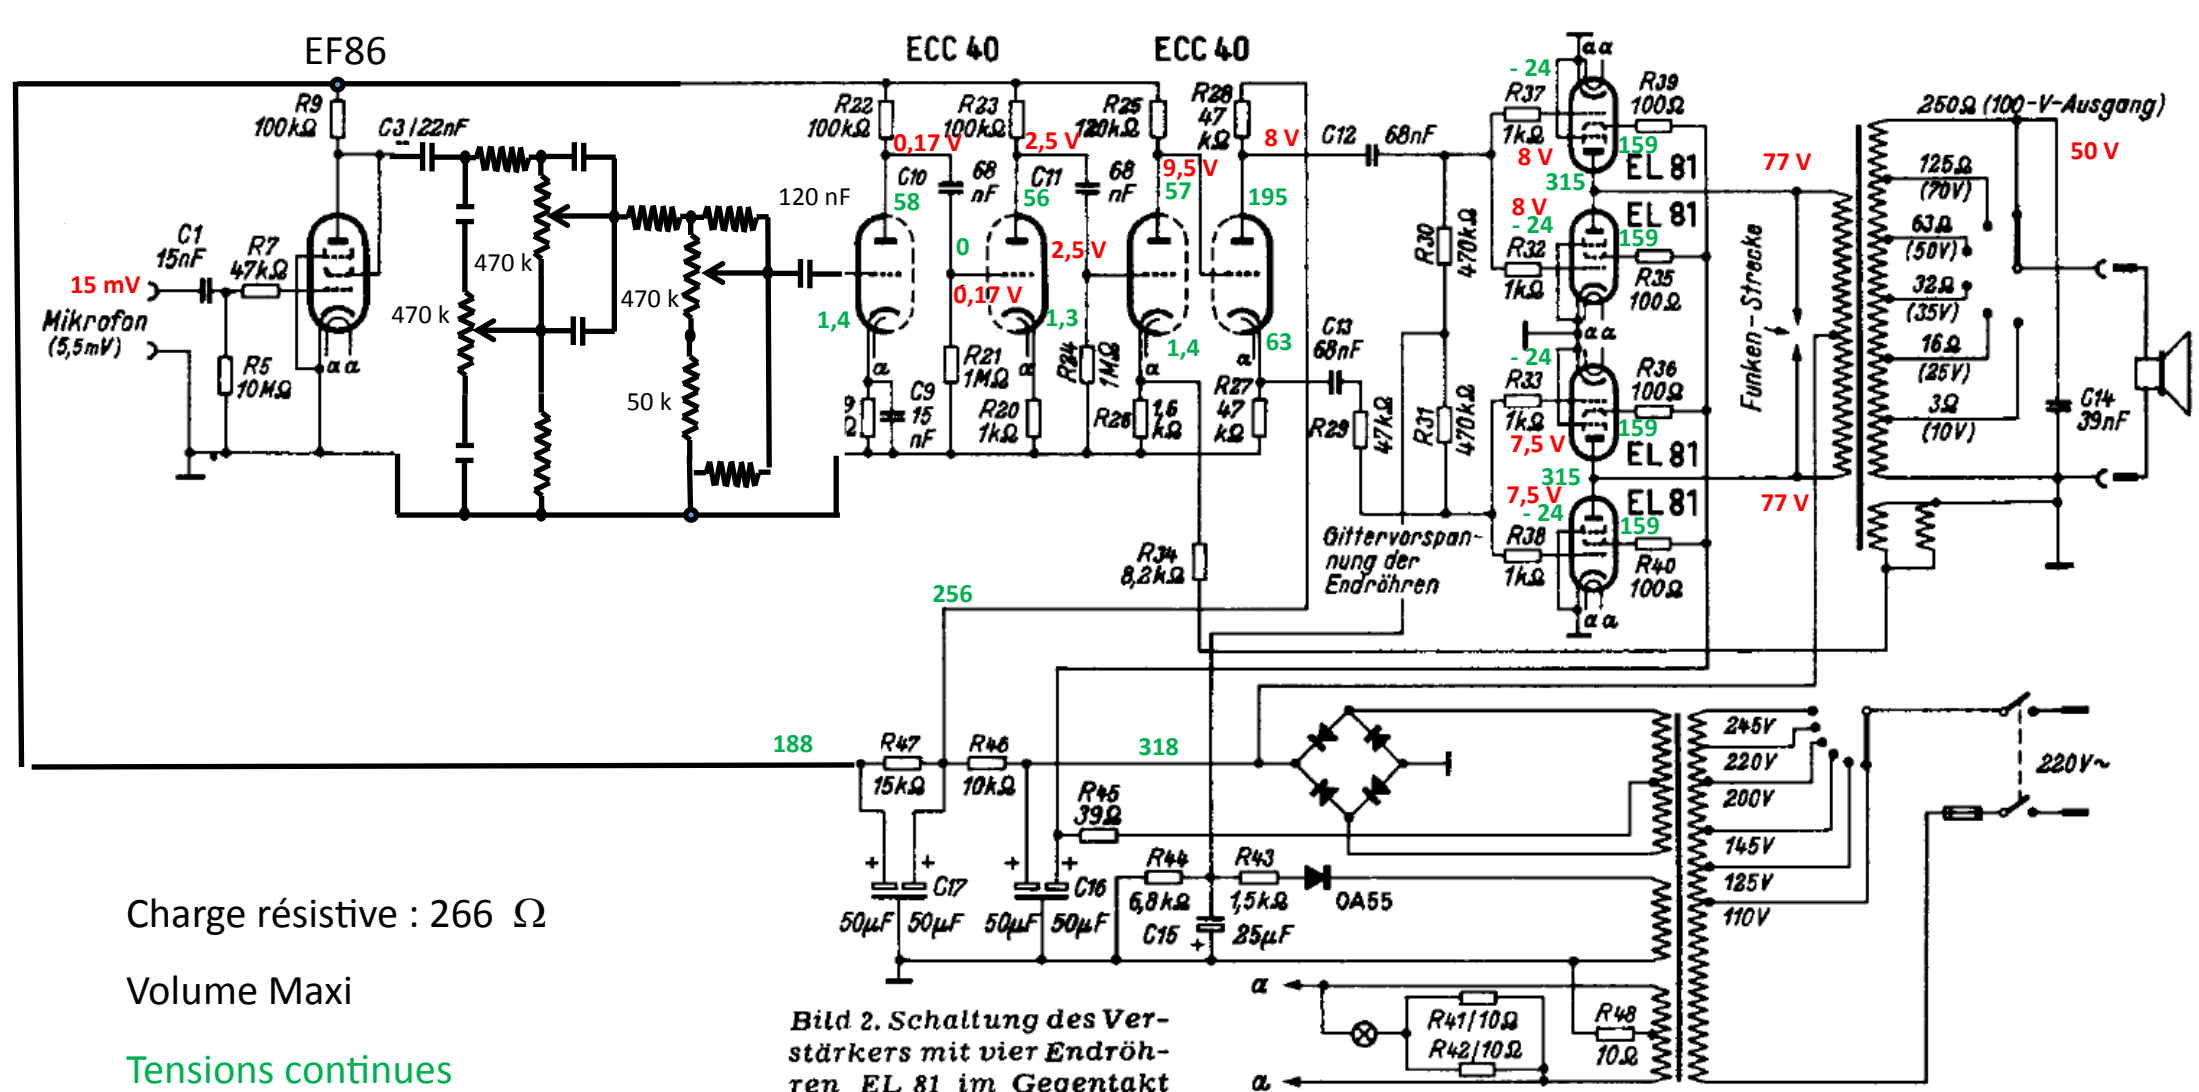 EF86
ECC 40
ECC 40
R9
100kΩ
C3/22nF
15 mV
C1
15nF
R7
47kΩ
Mikrofon
(5,5mV)
R5
10MΩ
aa
470 k
470 k
470 k
50 k
120 nF
R22
100kΩ
0,17 V
C10
68
nF
58
0
0,17 V
1,4
a
C9
15
nF
R21
1MΩ
R23
100kΩ
2,5 V
C11
68
nF
56
1,3
a
R20
1kΩ
R24
1MΩ
2,5 V
R25
120kΩ
9,5 V
57
1,4
R26
1,6
kΩ
R28
47
kΩ
8 V
195
63
a
R27
47
kΩ
C12
68nF
C13
68nF
R29
47kΩ
R30
470kΩ
R31
470kΩ
aa
- 24
R37
1kΩ
8 V
R39
100Ω
159
EL 81
315
77 V
8 V
- 24
R32
1kΩ
EL 81
159
R35
100Ω
aa
- 24
R33
1kΩ
7,5 V
R36
100Ω
159
EL 81
315
77 V
7,5 V
- 24
R38
1kΩ
EL 81
159
R40
100Ω
aa
Gittervorspan-
nung der
Endröhren
Funken-Strecke
250Ω (100-V-Ausgang)
50 V
125Ω
(70V)
63Ω
(50V)
32Ω
(35V)
16Ω
(25V)
3Ω
(10V)
C14
39nF
R34
8,2kΩ
256
188
R47
15kΩ
R46
10kΩ
318
R45
39Ω
+
+
C17
50µF
50µF
+
+
C16
50µF
50µF
R44
6,8kΩ
R43
1,5kΩ
OA55
C15
+
25µF
245V
220V
200V
145V
125V
110V
220V~
a
R41/10Ω
R42/10Ω
R48
10Ω
a
Charge résistive : 266 Ω
Volume Maxi
Tensions continues
Bild 2. Schaltung des Ver-
stärkers mit vier Endröh-
ren EL 81 im Gegentakt